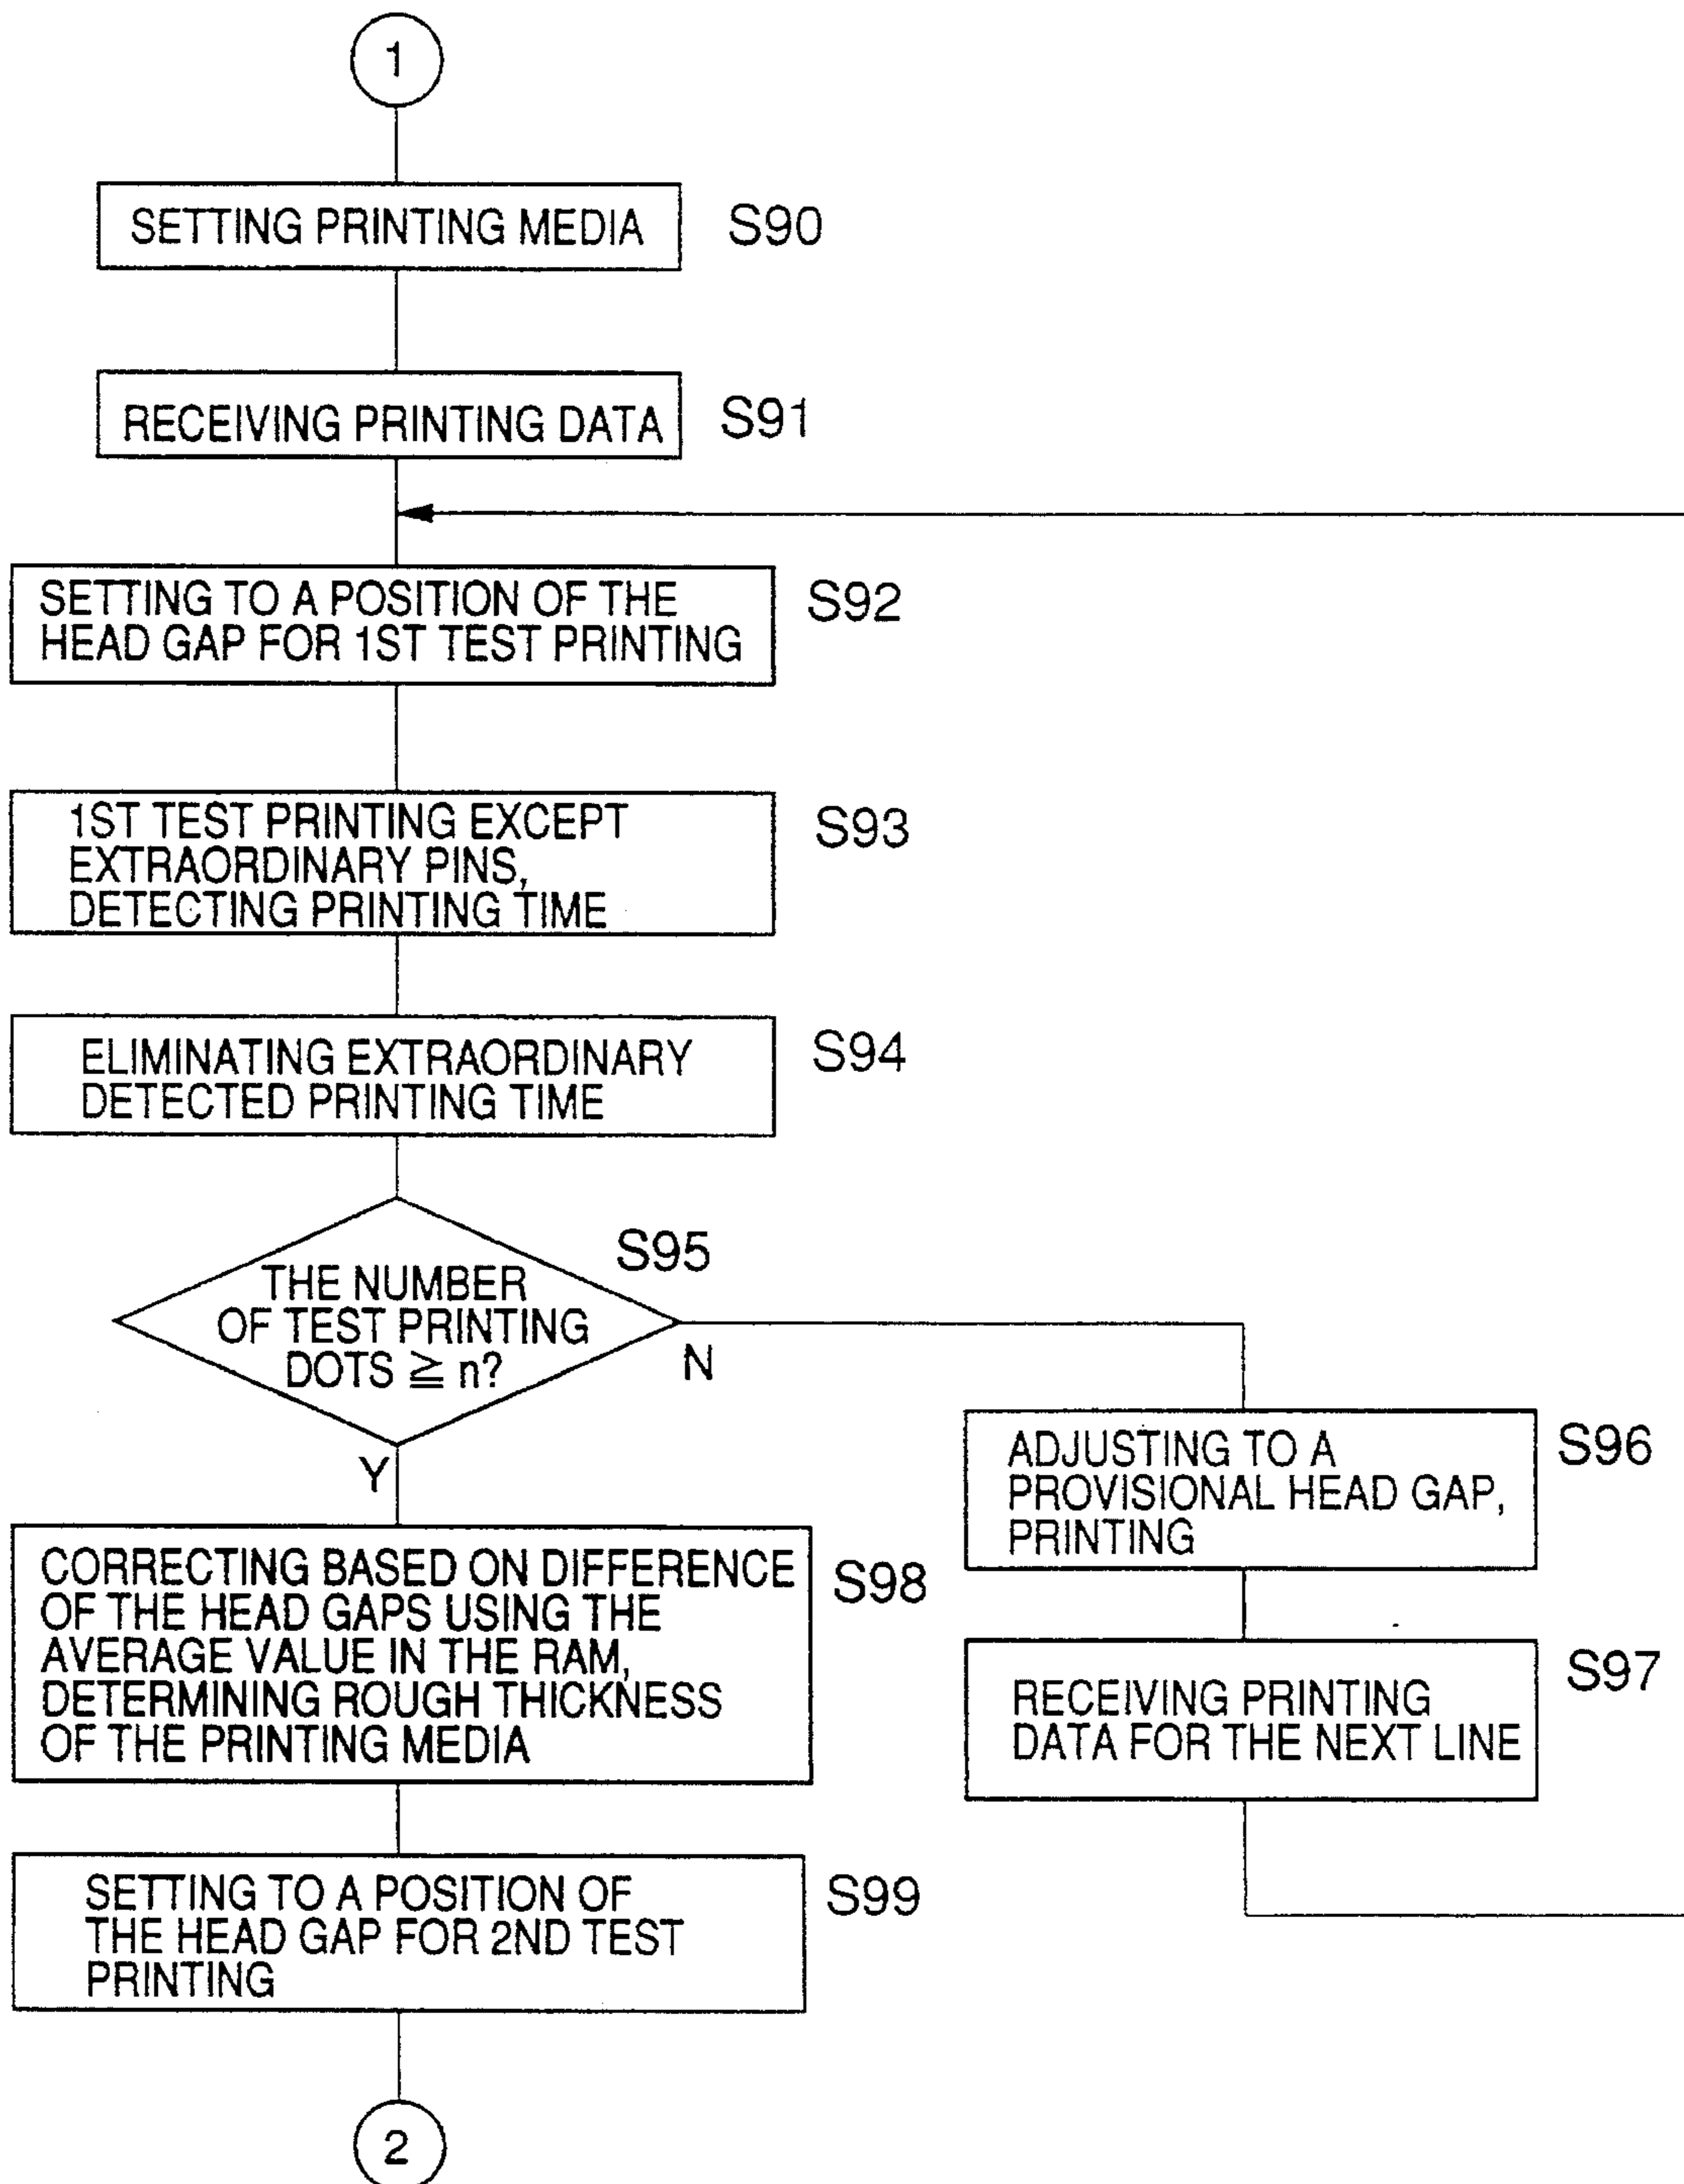 1
SETTING PRINTING MEDIA
S90
RECEIVING PRINTING DATA
S91
SETTING TO A POSITION OF THE
HEAD GAP FOR 1ST TEST PRINTING
S92
1ST TEST PRINTING EXCEPT
EXTRAORDINARY PINS,
DETECTING PRINTING TIME
S93
ELIMINATING EXTRAORDINARY
DETECTED PRINTING TIME
S94
S95
THE NUMBER
OF TEST PRINTING
DOTS ≧ n?
N
Y
ADJUSTING TO A
PROVISIONAL HEAD GAP,
PRINTING
S96
RECEIVING PRINTING
DATA FOR THE NEXT LINE
S97
CORRECTING BASED ON DIFFERENCE
OF THE HEAD GAPS USING THE
AVERAGE VALUE IN THE RAM,
DETERMINING ROUGH THICKNESS
OF THE PRINTING MEDIA
S98
SETTING TO A POSITION OF
THE HEAD GAP FOR 2ND TEST
PRINTING
S99
2